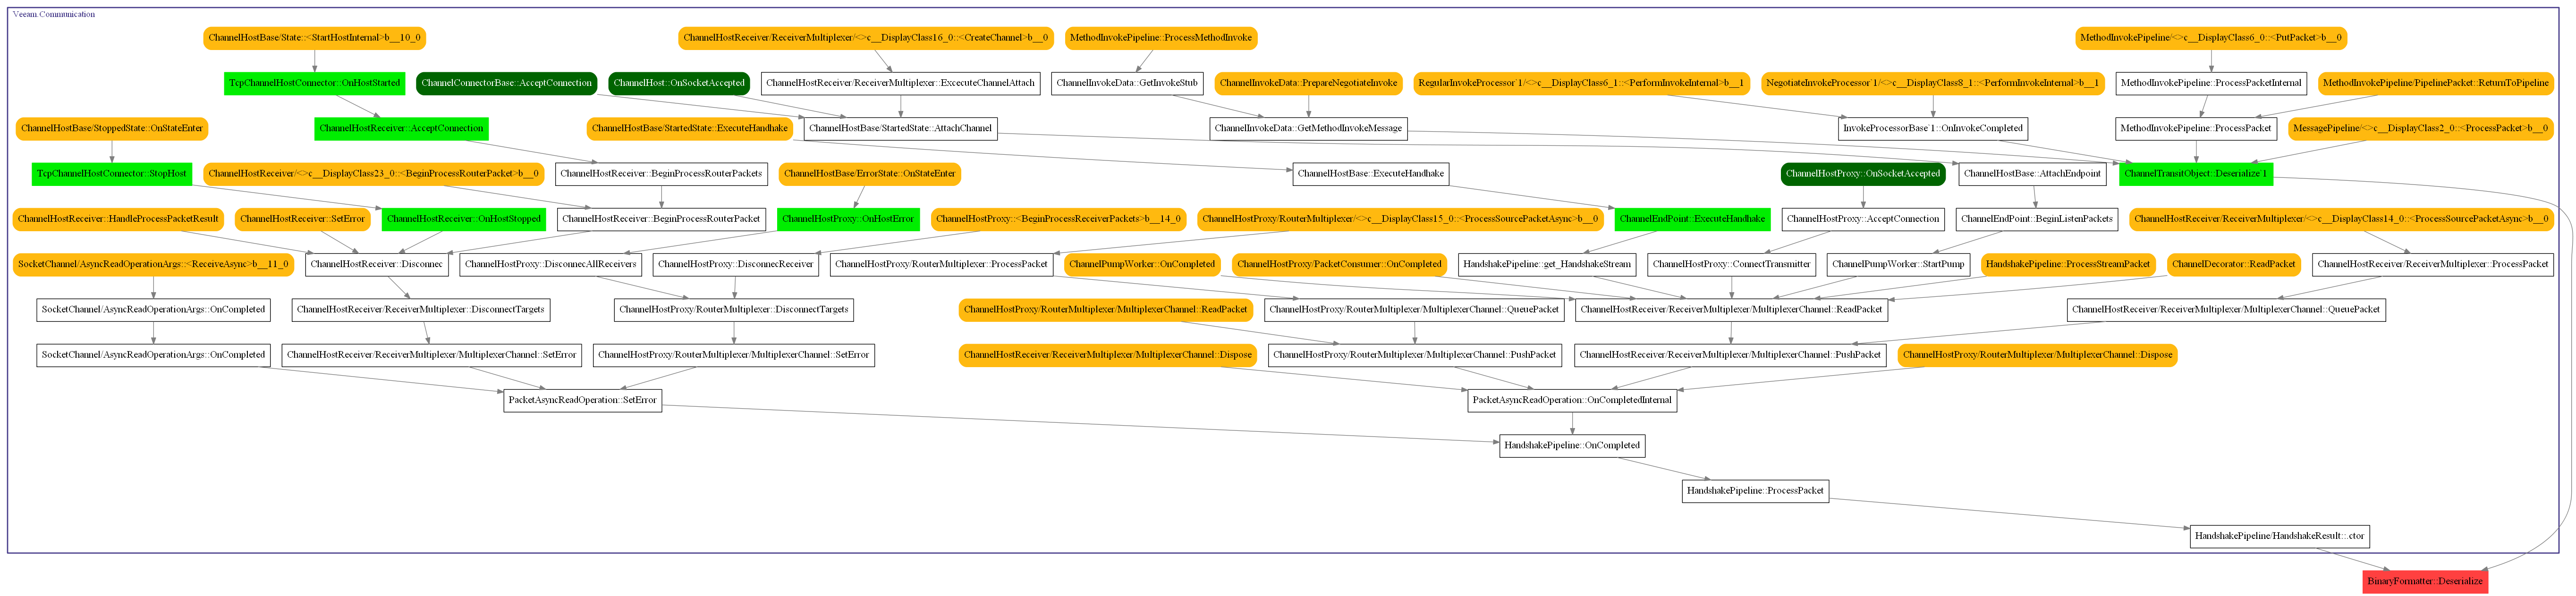 Veeam.Communication
ChannelHostBase/State::<StartHostInternal>b__10_0
ChannelHostReceiver/ReceiverMultiplexer/<>c__DisplayClass16_0::<CreateChannel>b__0
MethodInvokePipeline::ProcessMethodInvoke
MethodInvokePipeline/<>c__DisplayClass6_0::<PutPacket>b__0
TcpChannelHostConnector::OnHostStarted
ChannelConnectorBase::AcceptConnection
ChannelHost::OnSocketAccepted
ChannelHostReceiver/ReceiverMultiplexer::ExcecuteChannelAttach
ChannelInvokeData::GetInvokeStub
ChannelInvokeData::PrepareNegotiateInvoke
RegularInvokeProcessor`1/<>c__DisplayClass6_1::<PerformInvokeInternal>b__1
NegotiateInvokeProcessor`1/<>c__DisplayClass8_1::<PerformInvokeInternal>b__1
MethodInvokePipeline::ProcessPacketInternal
MethodInvokePipeline/PipelinePacket::ReturnToPipeline
ChannelHostBase/StoppedState::OnStateEnter
ChannelHostReceiver::AcceptConnection
ChannelHostBase/StartedState::ExecuteHandhake
ChannelHostBase/StartedState::AttachChannel
ChannelInvokeData::GetMethodInvokeMessage
InvokeProcessorBase`1::OnInvokeCompleted
MethodInvokePipeline::ProcessPacket
MessagePipeline/<>c__DisplayClass2_0::<ProcessPacket>b__0
TcpChannelHostConnector::StopHost
ChannelHostReceiver/<>c__DisplayClass23_0::<BeginProcessRouterPacket>b__0
ChannelHostReceiver::BeginProcessRouterPackets
ChannelHostBase/ErrorState::OnStateEnter
ChannelHostBase::ExecuteHandhake
ChannelHostProxy::OnSocketAccepted
ChannelHostBase::AttachEndpoint
ChannelTransitObject::Deserialize`1
ChannelHostReceiver::HandleProcessPacketResult
ChannelHostReceiver::SetError
ChannelHostReceiver::OnHostStopped
ChannelHostReceiver::BeginProcessRouterPacket
ChannelHostProxy::OnHostError
ChannelHostProxy::<BeginProcessReceiverPackets>b__14_0
ChannelHostProxy/RouterMultiplexer/<>c__DisplayClass15_0::<ProcessSourcePacketAsync>b__0
ChannelEndPoint::ExecuteHandhake
ChannelHostProxy::AcceptConnection
ChannelEndPoint::BeginListenPackets
ChannelHostReceiver/ReceiverMultiplexer/<>c__DisplayClass14_0::<ProcessSourcePacketAsync>b__0
SocketChannel/AsyncReadOperationArgs::<ReceiveAsync>b__11_0
ChannelHostReceiver::Disconnec
ChannelHostProxy::DisconnecAllReceivers
ChannelHostProxy::DisconnecReceiver
ChannelHostProxy/RouterMultiplexer::ProcessPacket
ChannelPumpWorker::OnCompleted
ChannelHostProxy/PacketConsumer::OnCompleted
HandshakePipeline::get_HandshakeStream
ChannelHostProxy::ConnectTransmitter
ChannelPumpWorker::StartPump
HandshakePipeline::ProcessStreamPacket
ChannelDecorator::ReadPacket
ChannelHostReceiver/ReceiverMultiplexer::ProcessPacket
SocketChannel/AsyncReadOperationArgs::OnCompleted
ChannelHostReceiver/ReceiverMultiplexer::DisconnectTargets
ChannelHostProxy/RouterMultiplexer::DisconnectTargets
ChannelHostProxy/RouterMultiplexer/MultiplexerChannel::ReadPacket
ChannelHostProxy/RouterMultiplexer/MultiplexerChannel::QueuePacket
ChannelHostReceiver/ReceiverMultiplexer/MultiplexerChannel::ReadPacket
ChannelHostReceiver/ReceiverMultiplexer/MultiplexerChannel::QueuePacket
SocketChannel/AsyncReadOperationArgs::OnCompleted
ChannelHostReceiver/ReceiverMultiplexer/MultiplexerChannel::SetError
ChannelHostProxy/RouterMultiplexer/MultiplexerChannel::SetError
ChannelHostReceiver/ReceiverMultiplexer/MultiplexerChannel::Dispose
ChannelHostProxy/RouterMultiplexer/MultiplexerChannel::PushPacket
ChannelHostReceiver/ReceiverMultiplexer/MultiplexerChannel::PushPacket
ChannelHostProxy/RouterMultiplexer/MultiplexerChannel::Dispose
PacketAsyncReadOperation::SetError
PacketAsyncReadOperation::OnCompletedInternal
HandshakePipeline::OnCompleted
HandshakePipeline::ProcessPacket
HandshakePipeline/HandshakeResult::.ctor
BinaryFormatter::Deserialize